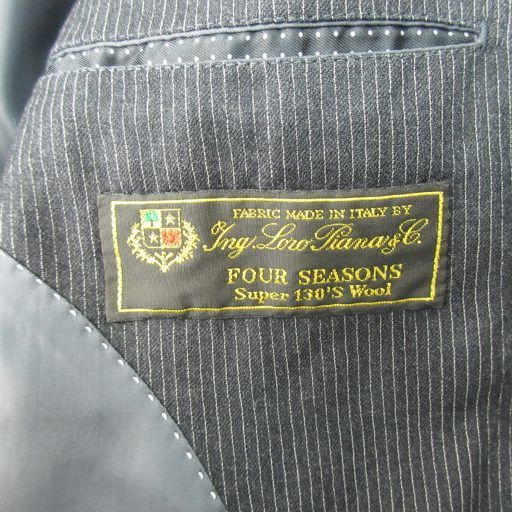 FABRIC MADE IN ITALY BY
Ing. Loro Piana & C.
FOUR SEASONS
Super 130'S Wool